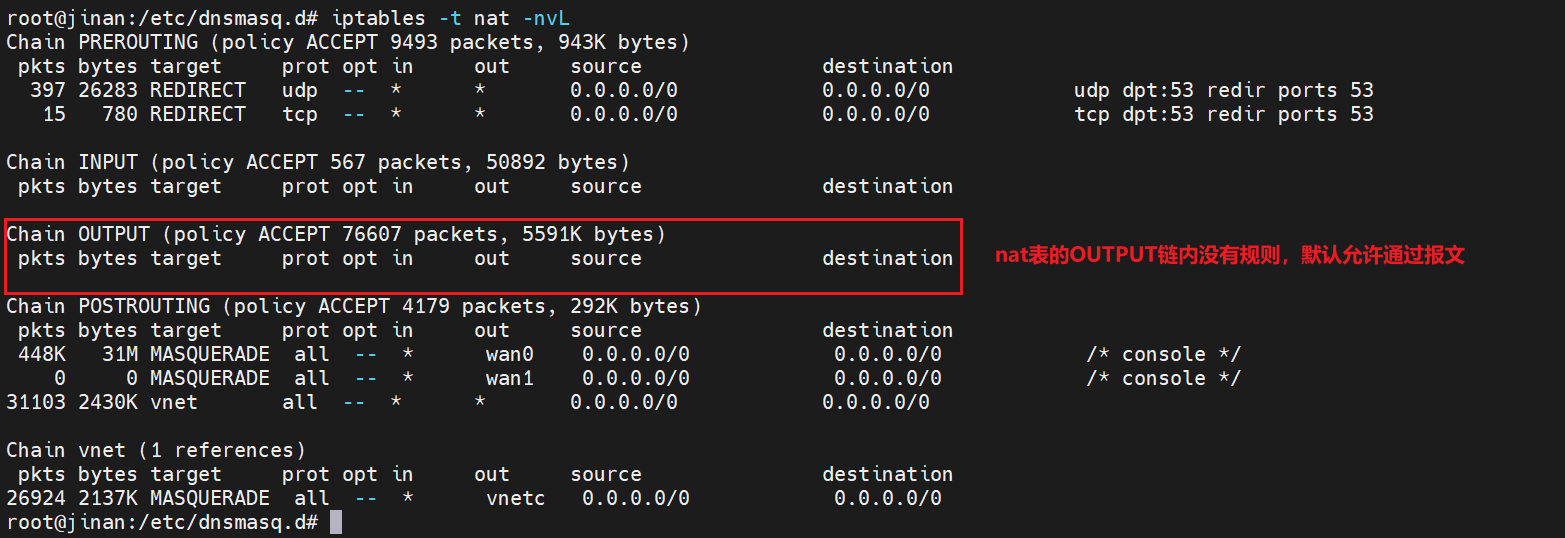 root@jinan:/etc/dnsmasq.d# iptables -t nat -nvL
Chain PREROUTING (policy ACCEPT 9493 packets, 943K bytes)
 pkts bytes target     prot opt in     out     source               destination
  397 26283 REDIRECT   udp  --  *      *       0.0.0.0/0            0.0.0.0/0            udp dpt:53 redir ports 53
   15   780 REDIRECT   tcp  --  *      *       0.0.0.0/0            0.0.0.0/0            tcp dpt:53 redir ports 53
Chain INPUT (policy ACCEPT 567 packets, 50892 bytes)
 pkts bytes target     prot opt in     out     source               destination
Chain OUTPUT (policy ACCEPT 76607 packets, 5591K bytes)
 pkts bytes target     prot opt in     out     source               destination
nat表的OUTPUT链内没有规则，默认允许通过报文
Chain POSTROUTING (policy ACCEPT 4179 packets, 292K bytes)
 pkts bytes target     prot opt in     out     source               destination
 448K   31M MASQUERADE  all  --  *      wan0    0.0.0.0/0            0.0.0.0/0            /* console */
    0     0 MASQUERADE  all  --  *      wan1    0.0.0.0/0            0.0.0.0/0            /* console */
31103 2430K vnet       all  --  *      *       0.0.0.0/0            0.0.0.0/0
Chain vnet (1 references)
 pkts bytes target     prot opt in     out     source               destination
26924 2137K MASQUERADE  all  --  *      vnetc   0.0.0.0/0            0.0.0.0/0
root@jinan:/etc/dnsmasq.d#